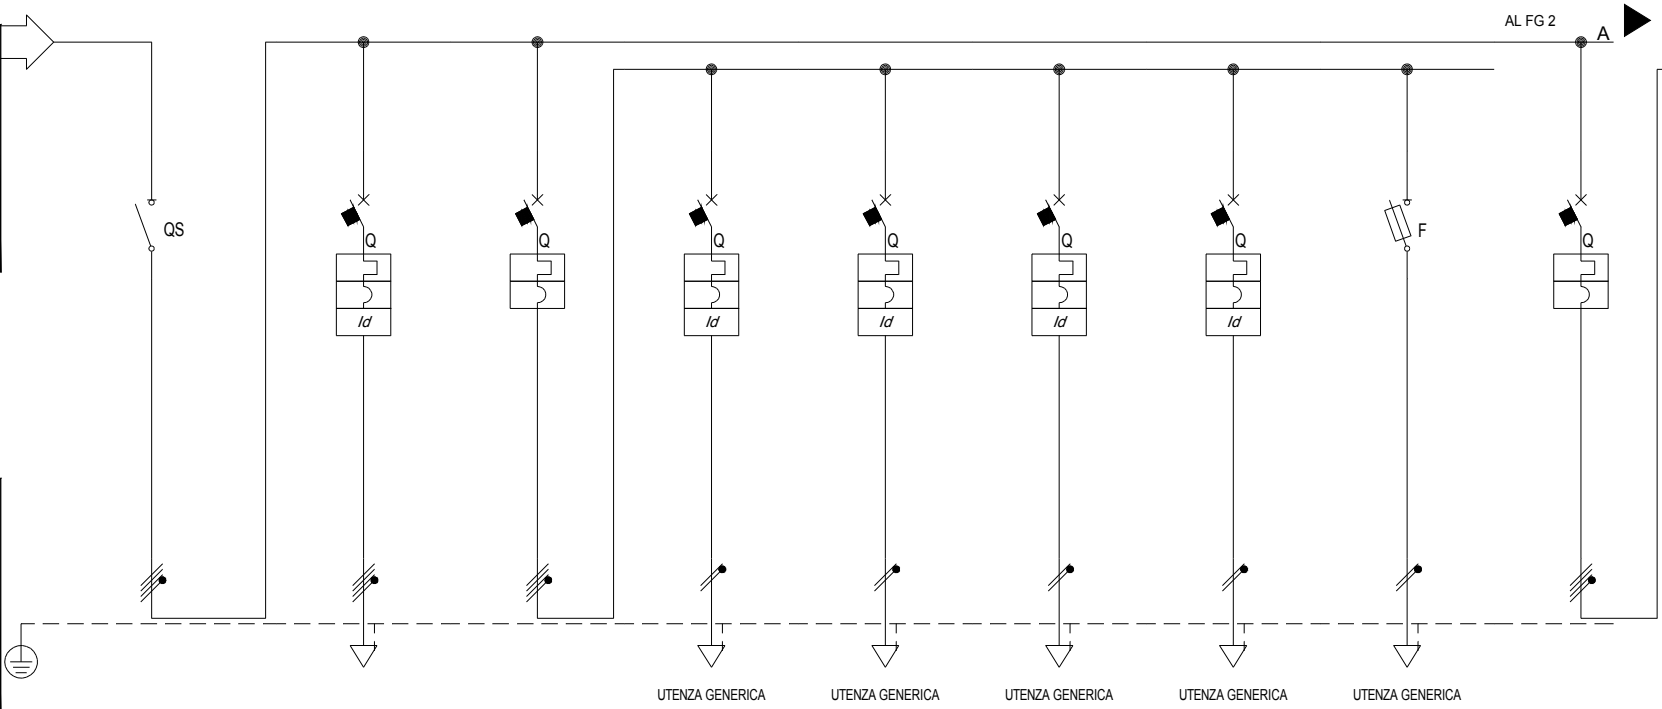 AL FG 2
A
QS
Q
Q
Q
Q
Q
Q
F
Q
Id
Id
Id
Id
Id
UTENZA GENERICA
UTENZA GENERICA
UTENZA GENERICA
UTENZA GENERICA
UTENZA GENERICA